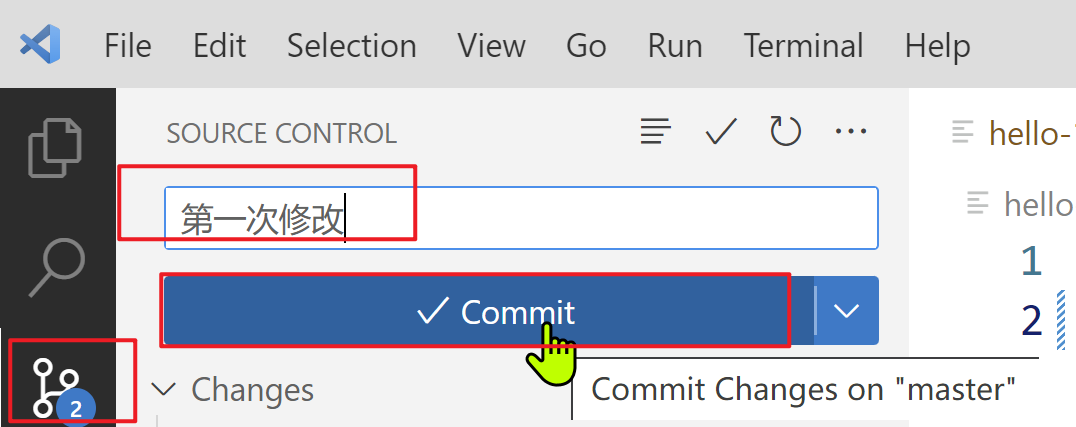 File Edit Selection View Go Run Terminal Help
SOURCE CONTROL
hello-
第一次修改
hello
1
Commit
2
Changes
Commit Changes on "master"
2